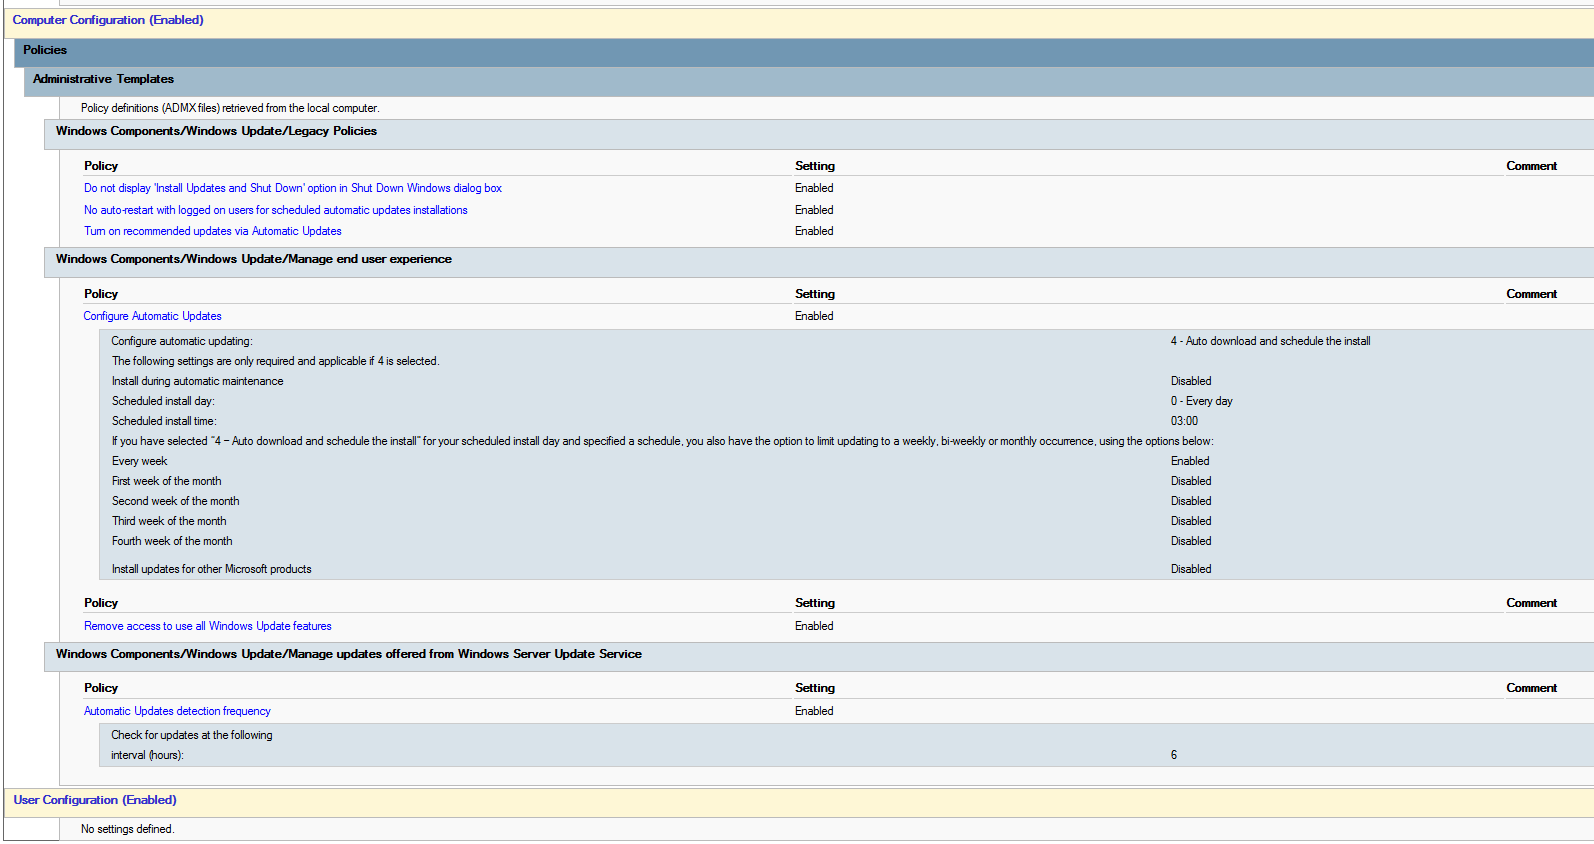 Computer Configuration (Enabled)
Policies
Administrative Templates
Policy definitions (ADMX files) retrieved from the local computer.
Windows Components/Windows Update/Legacy Policies
Policy Setting Comment
Do not display 'Install Updates and Shut Down' option in Shut Down Windows dialog box Enabled
No auto-restart with logged on users for scheduled automatic updates installations Enabled
Turn on recommended updates via Automatic Updates Enabled
Windows Components/Windows Update/Manage end user experience
Policy Setting Comment
Configure Automatic Updates Enabled
Configure automatic updating: 4 - Auto download and schedule the install
The following settings are only required and applicable if 4 is selected.
Install during automatic maintenance Disabled
Scheduled install day: 0 - Every day
Scheduled install time: 03:00
If you have selected "4 – Auto download and schedule the install" for your scheduled install day and specified a schedule, you also have the option to limit updating to a weekly, bi-weekly or monthly occurrence, using the options below:
Every week Enabled
First week of the month Disabled
Second week of the month Disabled
Third week of the month Disabled
Fourth week of the month Disabled
Install updates for other Microsoft products Disabled
Policy Setting Comment
Remove access to use all Windows Update features Enabled
Windows Components/Windows Update/Manage updates offered from Windows Server Update Service
Policy Setting Comment
Automatic Updates detection frequency Enabled
Check for updates at the following
interval (hours): 6
User Configuration (Enabled)
No settings defined.